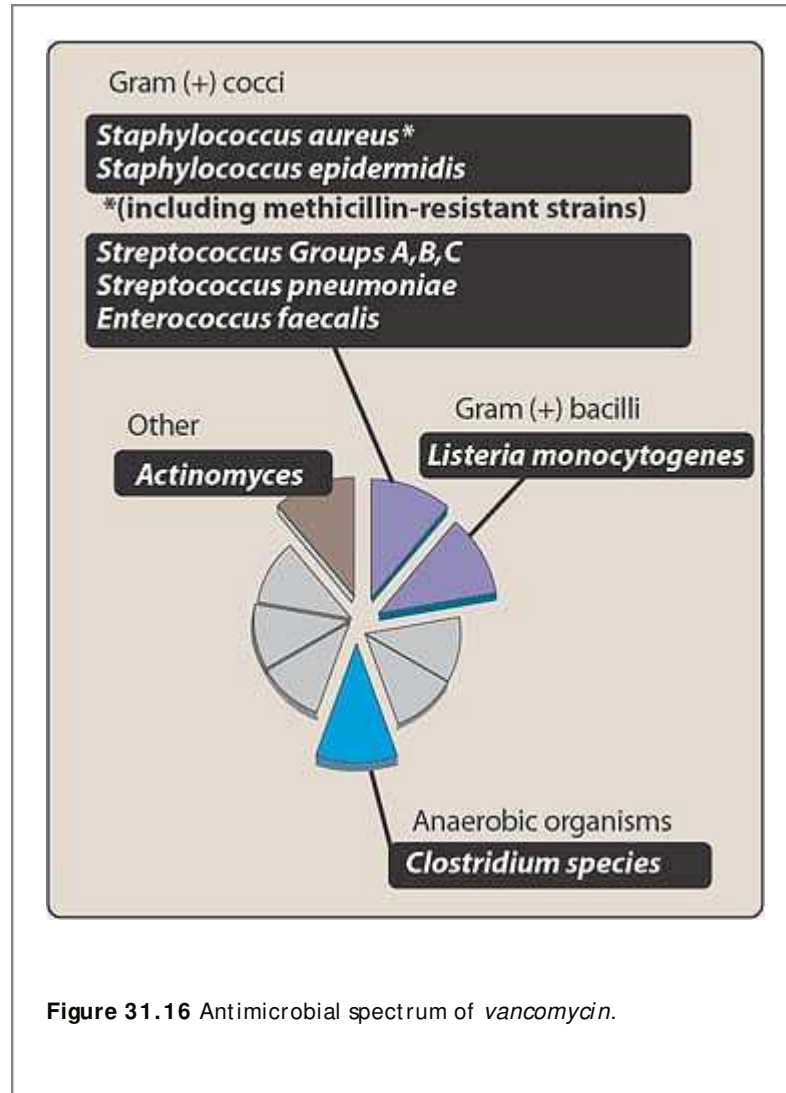 Gram (+) cocci
Staphylococcus aureus*
Staphylococcus epidermidis
*(including methicillin-resistant strains)
Streptococcus Groups A,B,C
Streptococcus pneumoniae
Enterococcus faecalis
Other
Actinomyces
Gram (+) bacilli
Listeria monocytogenes
Anaerobic organisms
Clostridium species
Figure 31.16 Antimicrobial spectrum of vancomycin.